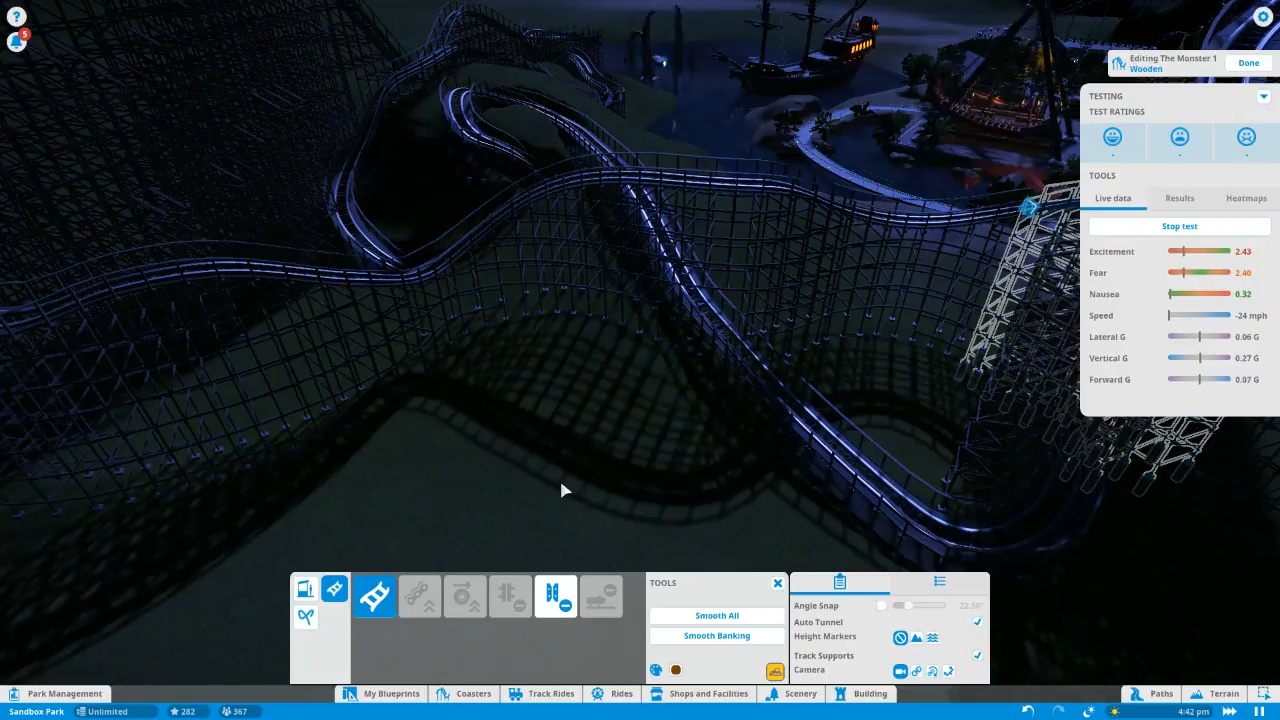 ?
5
Editing The Monster 1
Wooden
Done
TESTING
TEST RATINGS
-
-
-
TOOLS
Live data
Results
Heatmaps
Stop test
Excitement 2.43
Fear 2.40
Nausea 0.32
Speed -24 mph
Lateral G 0.06 G
Vertical G 0.27 G
Forward G 0.07 G
TOOLS
Smooth All
Smooth Banking
Angle Snap 22.50°
Auto Tunnel
Height Markers
Track Supports
Camera
Park Management
My Blueprints
Coasters
Track Rides
Rides
Shops and Facilities
Scenery
Building
Paths
Terrain
Sandbox Park
Unlimited
282
367
4:42 pm